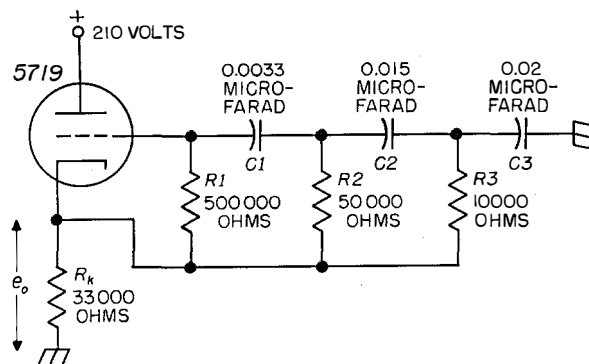 +
210 VOLTS
5719
0.0033
MICRO-
FARAD
C1
0.015
MICRO-
FARAD
C2
0.02
MICRO-
FARAD
C3
R1
500 000
OHMS
R2
50 000
OHMS
R3
10000
OHMS
eo
Rk
33 000
OHMS